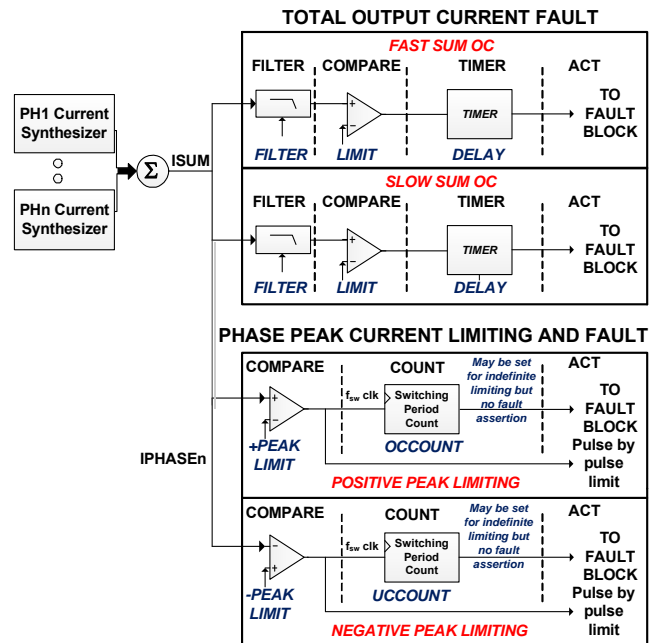 TOTAL OUTPUT CURRENT FAULT
FAST SUM OC
FILTER
COMPARE
TIMER
ACT
PH1 Current
Synthesizer
PHn Current
Synthesizer
Σ
ISUM
+
−
TIMER
TO
FAULT
BLOCK
FILTER
LIMIT
DELAY
SLOW SUM OC
FILTER
COMPARE
TIMER
ACT
+
−
TIMER
TO
FAULT
BLOCK
FILTER
LIMIT
DELAY
PHASE PEAK CURRENT LIMITING AND FAULT
COMPARE
COUNT
May be set
for indefinite
limiting but
no fault
assertion
ACT
IPHASEn
+
−
fsw clk
Switching
Period
Count
TO
FAULT
BLOCK
Pulse by
pulse
limit
+PEAK
LIMIT
OCCOUNT
POSITIVE PEAK LIMITING
COMPARE
COUNT
May be set
for indefinite
limiting but
no fault
assertion
ACT
−
+
fsw clk
Switching
Period
Count
TO
FAULT
BLOCK
Pulse by
pulse
limit
-PEAK
LIMIT
UCCOUNT
NEGATIVE PEAK LIMITING